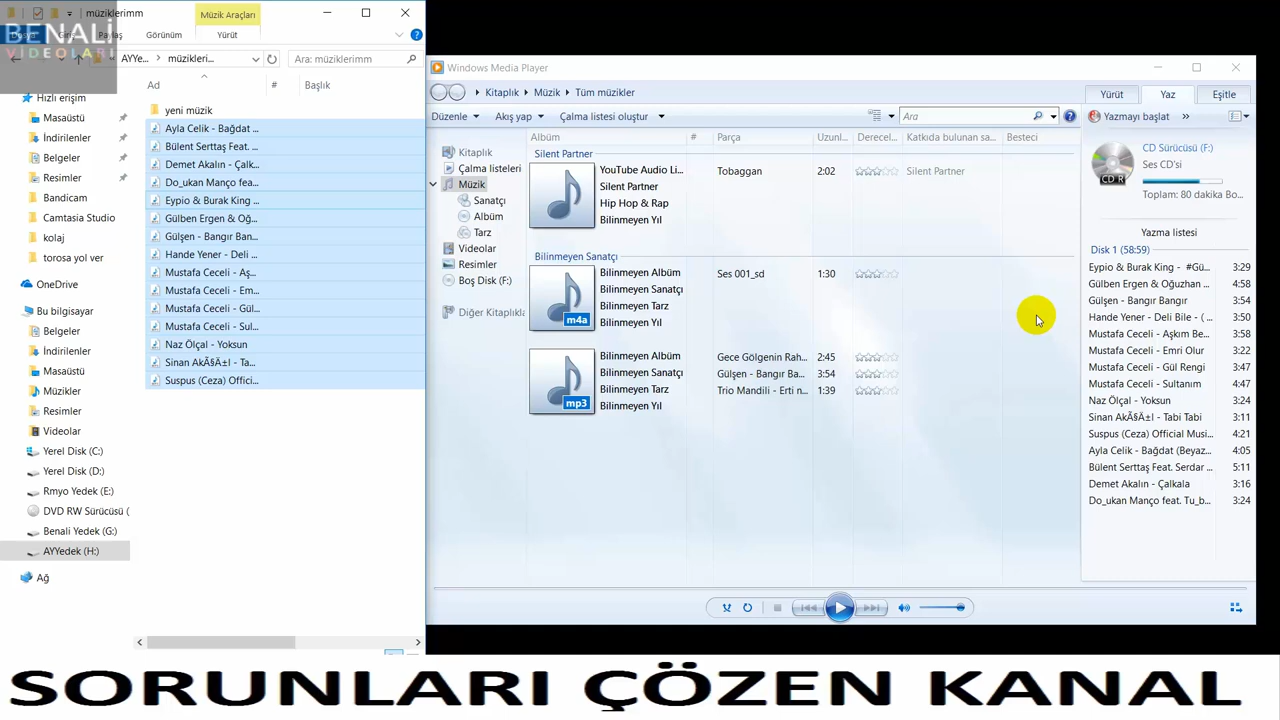 müziklerimm
Müzik Araçları
BENALİ
VİDEOLARI
Dosya
Paylaş
Görünüm
Yürüt
AYYe... > müzikleri...
Ara: müziklerimm
Ad
#
Başlık
Hızlı erişim
Masaüstü
İndirilenler
Belgeler
Resimler
Bandicam
Camtasia Studio
kolaj
torosa yol ver
OneDrive
Bu bilgisayar
Belgeler
İndirilenler
Masaüstü
Müzikler
Resimler
Videolar
Yerel Disk (C:)
Yerel Disk (D:)
Rmyo Yedek (E:)
DVD RW Sürücüsü (
Benali Yedek (G:)
AYYedek (H:)
Ağ
yeni müzik
Ayla Celik - Bağdat ...
Bülent Serttaş Feat. ...
Demet Akalın - Çalk...
Do_ukan Manço fea...
Eypio & Burak King ...
Gülben Ergen & Oğ...
Gülşen - Bangır Ban...
Hande Yener - Deli ...
Mustafa Ceceli - Aş...
Mustafa Ceceli - Em...
Mustafa Ceceli - Gül...
Mustafa Ceceli - Sul...
Naz Ölçal - Yoksun
Sinan AkÃ§Ä±l - Ta...
Suspus (Ceza) Offici...
Windows Media Player
Kitaplık
Müzik
Tüm müzikler
Yürüt
Yaz
Eşitle
Düzenle
Akış yap
Çalma listesi oluştur
Ara
Yazmayı başlat
Albüm
#
Parça
Uzunl...
Derecel...
Katkıda bulunan sa...
Besteci
Kitaplık
Çalma listeleri
Müzik
Sanatçı
Albüm
Tarz
Videolar
Resimler
Boş Disk (F:)
Diğer Kitaplıkla
Silent Partner
YouTube Audio Li...
Silent Partner
Hip Hop & Rap
Bilinmeyen Yıl
Tobaggan
2:02
Silent Partner
Bilinmeyen Sanatçı
m4a
Bilinmeyen Albüm
Bilinmeyen Sanatçı
Bilinmeyen Tarz
Bilinmeyen Yıl
Ses 001_sd
1:30
mp3
Bilinmeyen Albüm
Bilinmeyen Sanatçı
Bilinmeyen Tarz
Bilinmeyen Yıl
Gece Gölgenin Rah... 2:45
Gülşen - Bangır Ba... 3:54
Trio Mandili - Erti n... 1:39
CD R
CD Sürücüsü (F:)
Ses CD'si
Toplam: 80 dakika Bo...
Yazma listesi
Disk 1 (58:59)
Eypio & Burak King - #Gü... 3:29
Gülben Ergen & Oğuzhan ... 4:58
Gülşen - Bangır Bangır 3:54
Hande Yener - Deli Bile - ( ... 3:50
Mustafa Ceceli - Aşkım Be... 3:58
Mustafa Ceceli - Emri Olur 3:22
Mustafa Ceceli - Gül Rengi 3:47
Mustafa Ceceli - Sultanım 4:47
Naz Ölçal - Yoksun 3:24
Sinan AkÃ§Ä±l - Tabi Tabi 3:11
Suspus (Ceza) Official Musi... 4:21
Ayla Celik - Bağdat (Beyaz... 4:05
Bülent Serttaş Feat. Serdar ... 5:11
Demet Akalın - Çalkala 3:16
Do_ukan Manço feat. Tu_b... 3:24
SORUNLARI ÇÖZEN KANAL